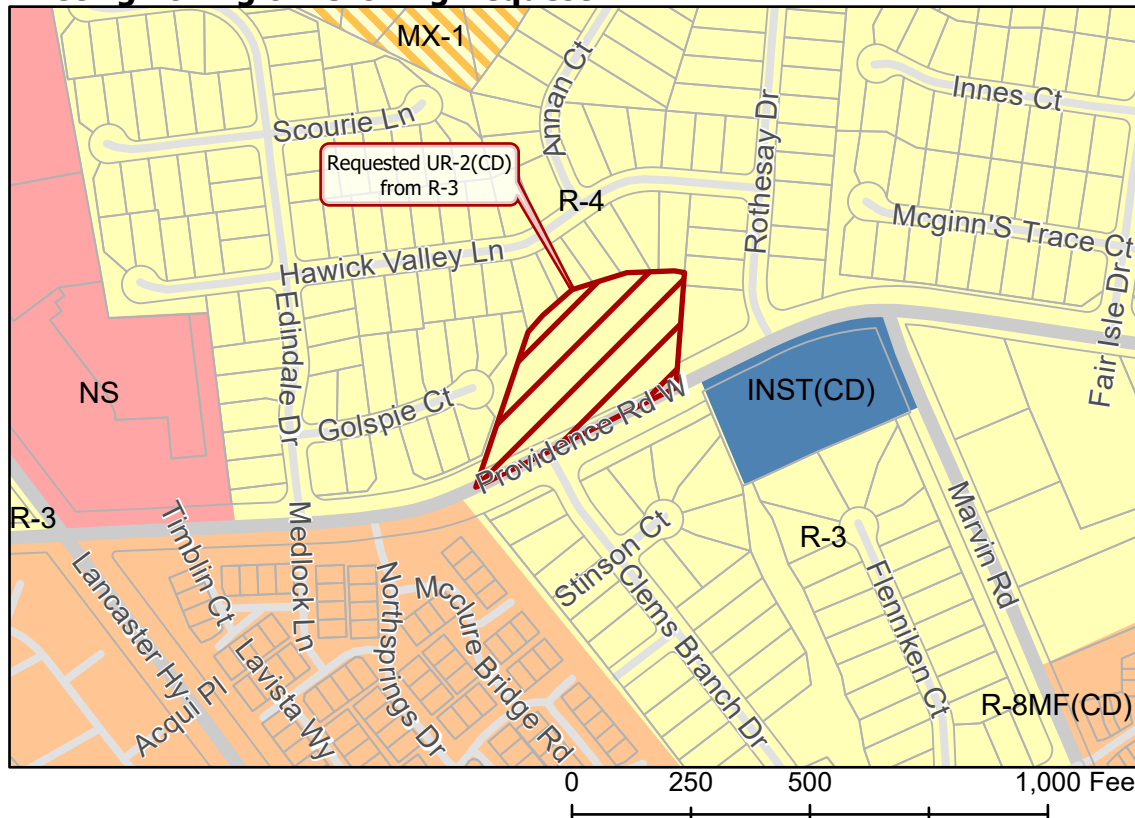 MX-1
Annan Ct
Innes Ct
Scourie Ln
Rothesay Dr
Requested UR-2(CD)
from R-3
R-4
Mcginn'S Trace Ct
Hawick Valley Ln
Edindale Dr
Fair Isle Dr
NS
INST(CD)
Golspie Ct
Providence Rd W
R-3
Timblin Ct
Medlock Ln
Marvin Rd
Stinson Ct
R-3
Lancaster Hy
Northsprings Dr
Mcclure Bridge Rd
Clems Branch Dr
Flenniken Ct
Lavista Wy
Acqui Pl
R-8MF(CD)
0 250 500 1,000 Fee